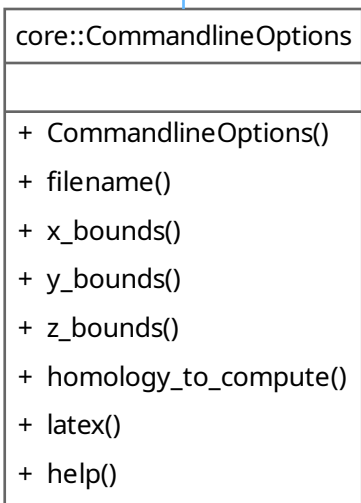 core::CommandlineOptions
+ CommandlineOptions()
+ filename()
+ x_bounds()
+ y_bounds()
+ z_bounds()
+ homology_to_compute()
+ latex()
+ help()